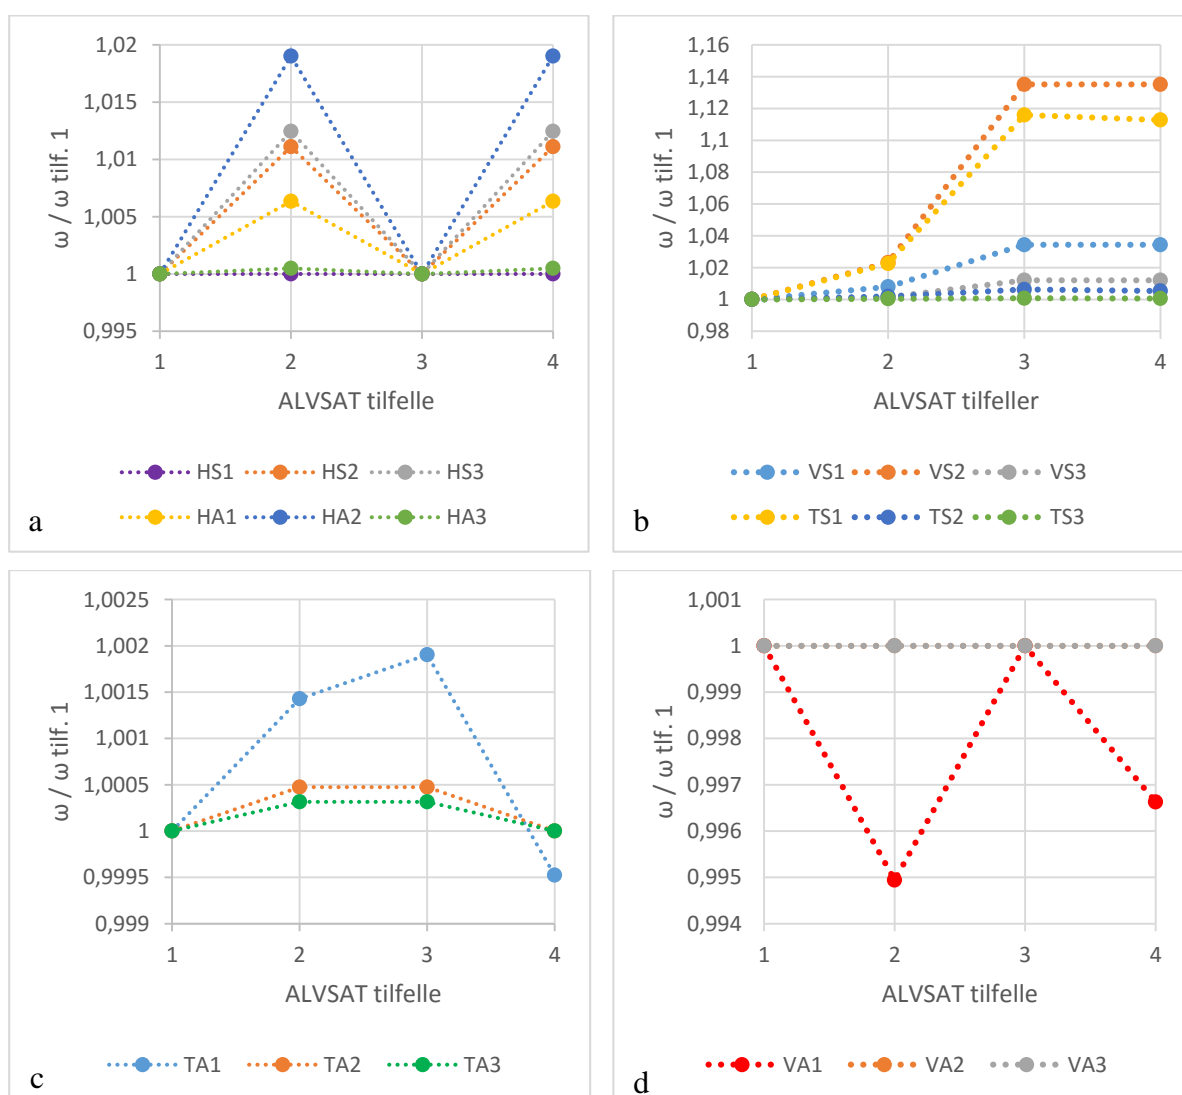 1,02
1,015
1,01
1,005
1
0,995
ω / ω tilf. 1
1 2 3 4
ALVSAT tilfelle
HS1 HS2 HS3
HA1 HA2 HA3
a
1,16
1,14
1,12
1,1
1,08
1,06
1,04
1,02
1
0,98
ω / ω tilf. 1
1 2 3 4
ALVSAT tilfeller
VS1 VS2 VS3
TS1 TS2 TS3
b
1,0025
1,002
1,0015
1,001
1,0005
1
0,9995
0,999
ω / ω tilf. 1
1 2 3 4
ALVSAT tilfelle
TA1 TA2 TA3
c
1,001
1
0,999
0,998
0,997
0,996
0,995
0,994
ω / ω tlf. 1
1 2 3 4
ALVSAT tilfelle
VA1 VA2 VA3
d